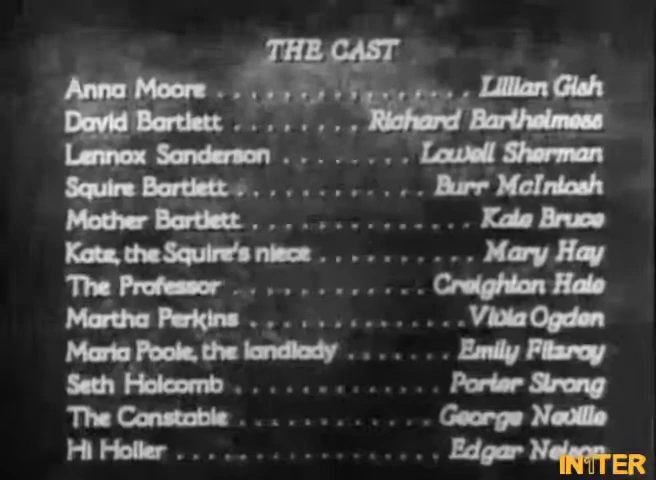 THE CAST
Anna Moore ................ Lillian Gish
David Bartlett ........ Richard Barthelmess
Lennox Sanderson ........ Lowell Sherman
Squire Bartlett ............ Burr McIntosh
Mother Bartlett .............. Kate Bruce
Kate, the Squire's niece .......... Mary Hay
The Professor ............ Creighton Hale
Martha Perkins .............. Vivia Ogden
Maria Poole, the landlady ....... Emily Fitzroy
Seth Holcomb ............. Porter Strong
The Constable ............ George Neville
Hi Holler ................ Edgar Nelson
IN1TER